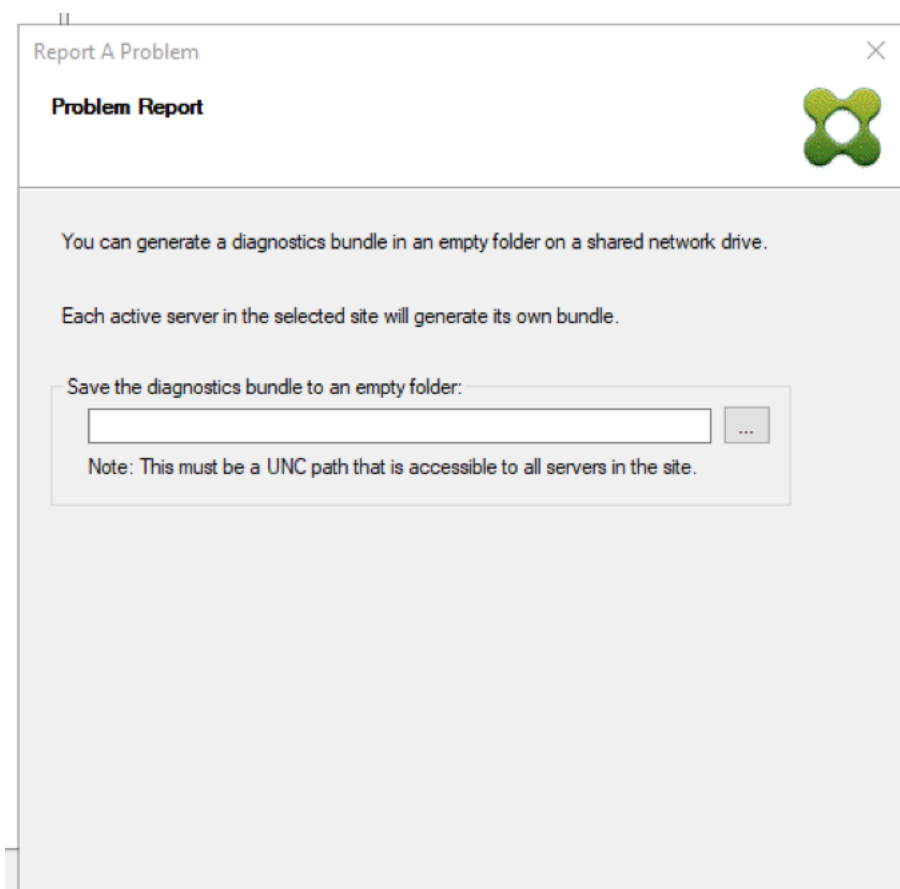 Report A Problem
Problem Report
You can generate a diagnostics bundle in an empty folder on a shared network drive.
Each active server in the selected site will generate its own bundle.
Save the diagnostics bundle to an empty folder:
...
Note: This must be a UNC path that is accessible to all servers in the site.